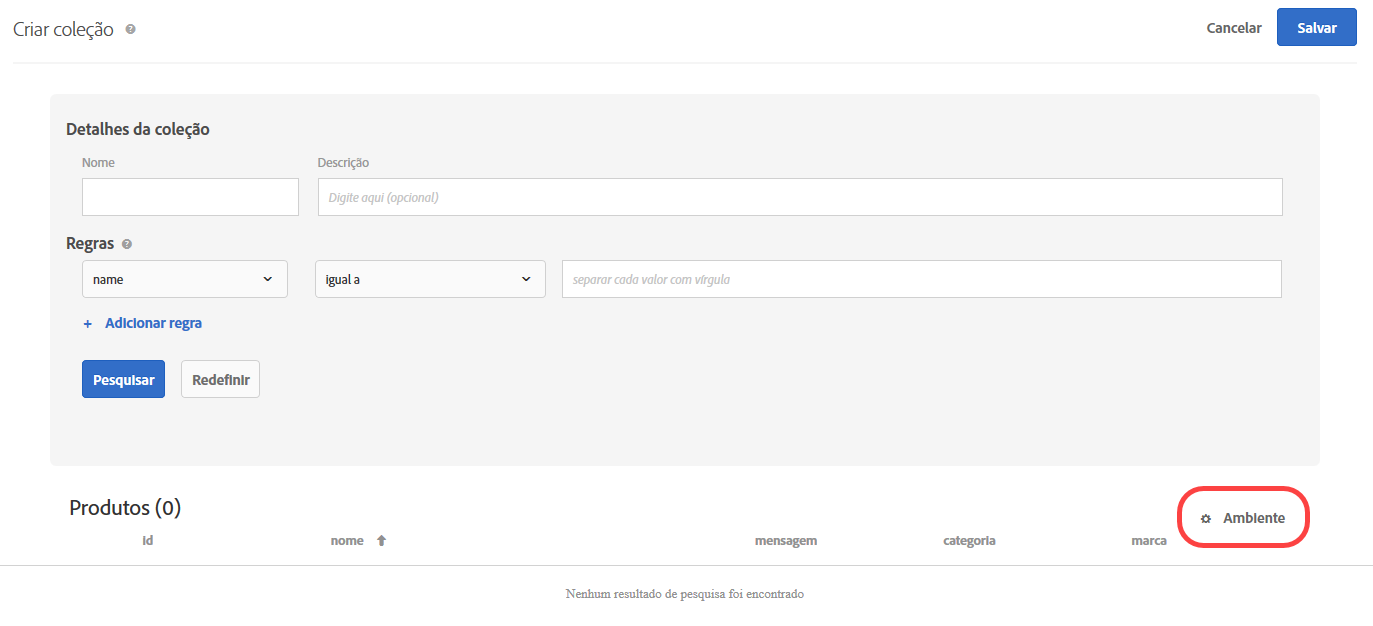 Criar coleção
Cancelar
Salvar
Detalhes da coleção
Nome
Descrição
Digite aqui (opcional)
Regras
name
igual a
separar cada valor com vírgula
+ Adicionar regra
Pesquisar
Redefinir
Produtos (0)
Ambiente
Id
nome
mensagem
categoria
marca
Nenhum resultado de pesquisa foi encontrado